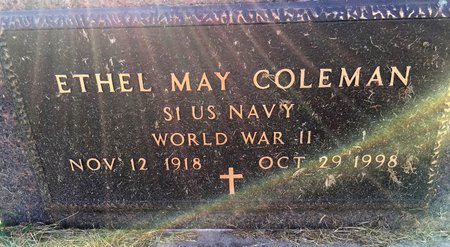 ETHEL MAY COLEMAN
S1 US NAVY
WORLD WAR II
NOV 12 1918 OCT 29 1998